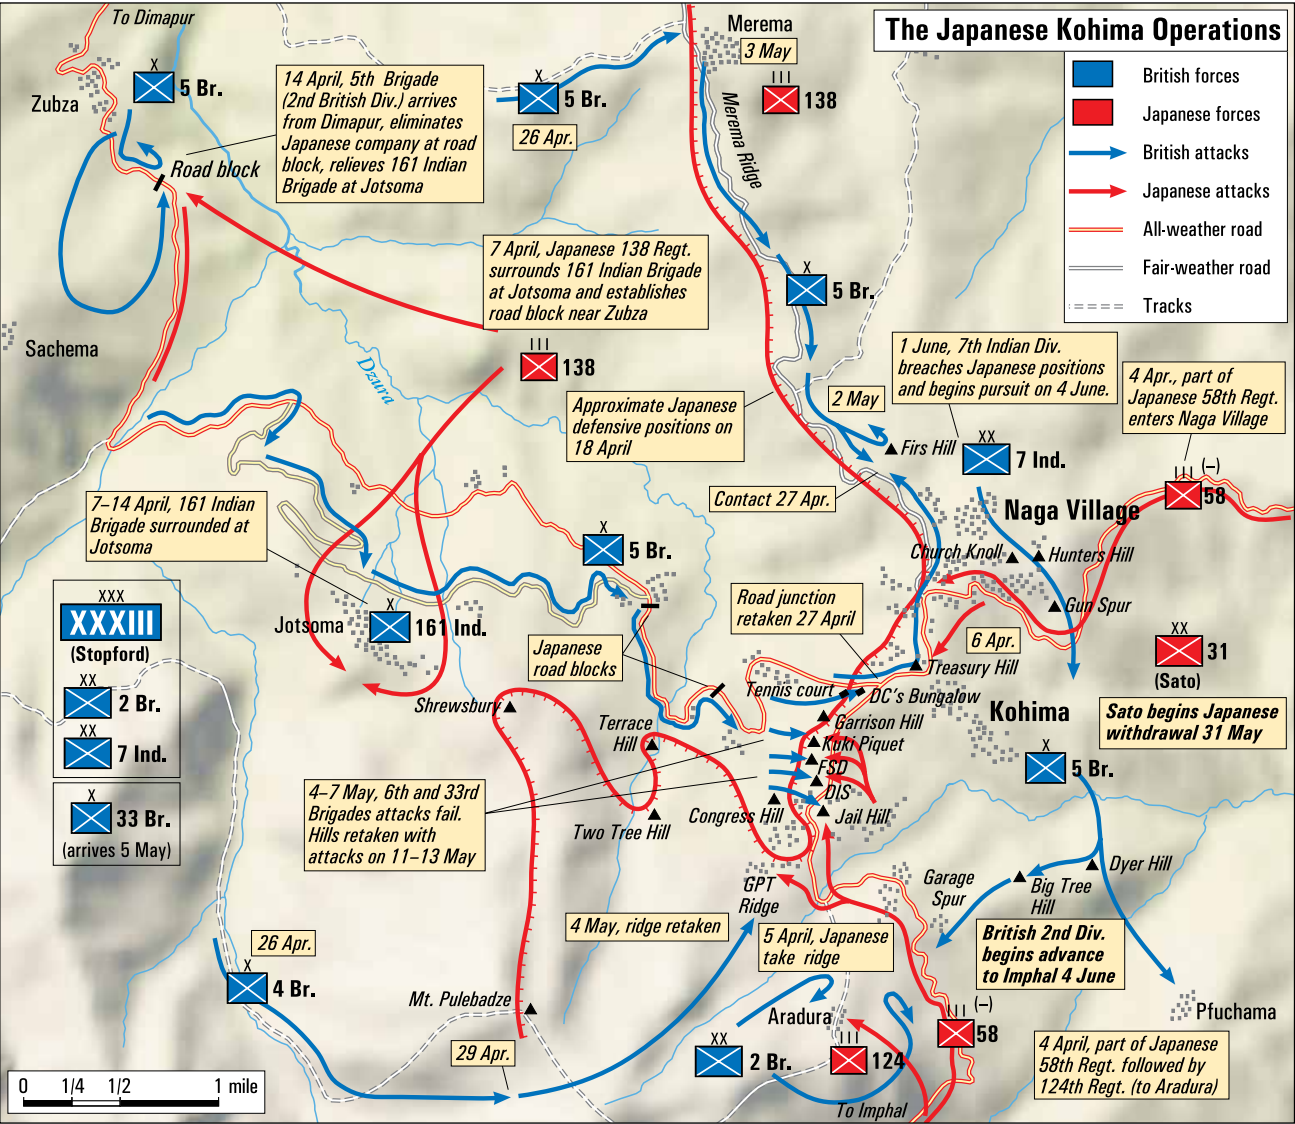 The Japanese Kohima Operations
British forces
Japanese forces
British attacks
Japanese attacks
All-weather road
Fair-weather road
Tracks
To Dimapur
Zubza
X
5 Br.
Road block
14 April, 5th Brigade
(2nd British Div.) arrives
from Dimapur, eliminates
Japanese company at road
block, relieves 161 Indian
Brigade at Jotsoma
X
5 Br.
26 Apr.
Merema
3 May
III
138
Merema Ridge
7 April, Japanese 138 Regt.
surrounds 161 Indian Brigade
at Jotsoma and establishes
road block near Zubza
X
5 Br.
Sachema
Dzura
III
138
Approximate Japanese
defensive positions on
18 April
2 May
1 June, 7th Indian Div.
breaches Japanese positions
and begins pursuit on 4 June.
4 Apr., part of
Japanese 58th Regt.
enters Naga Village
Firs Hill
XX
7 Ind.
III
(–)
58
Contact 27 Apr.
Naga Village
7–14 April, 161 Indian
Brigade surrounded at
Jotsoma
X
5 Br.
Church Knoll
Hunters Hill
Gun Spur
XXX
XXXIII
(Stopford)
XX
2 Br.
XX
7 Ind.
X
33 Br.
(arrives 5 May)
Jotsoma
X
161 Ind.
Japanese
road blocks
Road junction
retaken 27 April
6 Apr.
XX
31
(Sato)
Treasury Hill
Tennis court
DC's Bungalow
Garrison Hill
Kuki Piquet
FSD
DIS
Jail Hill
Congress Hill
Kohima
Sato begins Japanese
withdrawal 31 May
X
5 Br.
Shrewsbury
Terrace
Hill
Two Tree Hill
4–7 May, 6th and 33rd
Brigades attacks fail.
Hills retaken with
attacks on 11–13 May
GPT
Ridge
Garage
Spur
Big Tree
Hill
Dyer Hill
4 May, ridge retaken
5 April, Japanese
take ridge
British 2nd Div.
begins advance
to Imphal 4 June
26 Apr.
X
4 Br.
Mt. Pulebadze
29 Apr.
Aradura
XX
2 Br.
III
124
III
(–)
58
Pfuchama
4 April, part of Japanese
58th Regt. followed by
124th Regt. (to Aradura)
To Imphal
0 1/4 1/2 1 mile